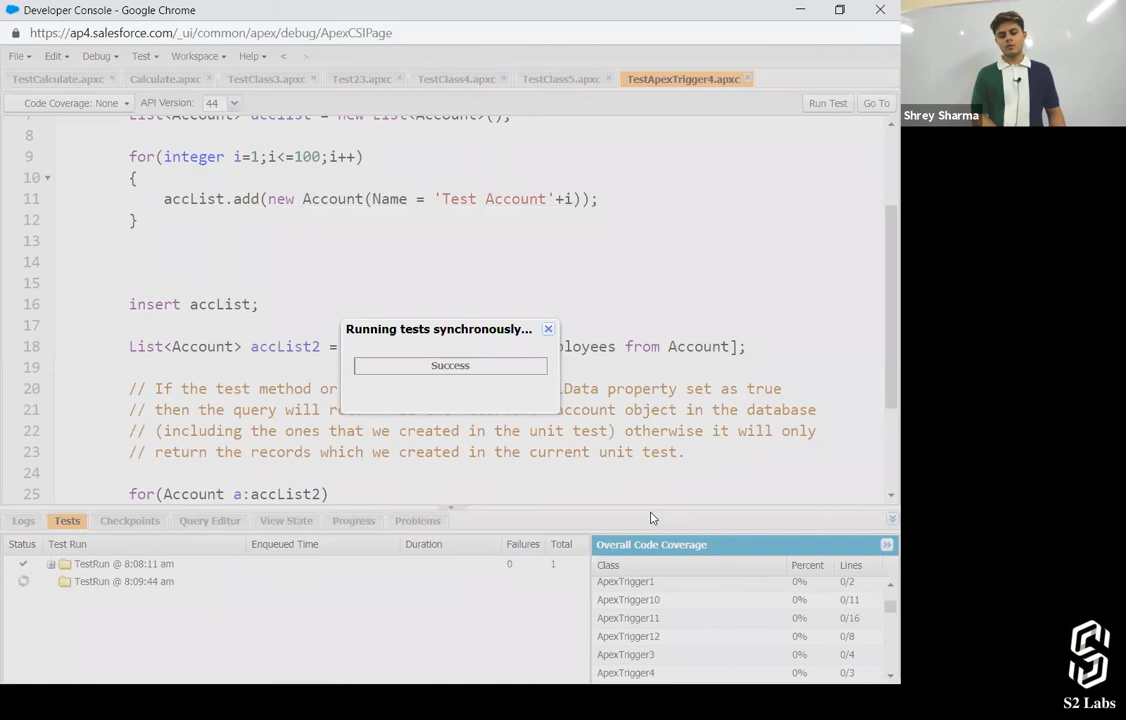 Developer Console - Google Chrome
https://ap4.salesforce.com/_ui/common/apex/debug/ApexCSIPage
File Edit Debug Test Workspace Help < >
TestCalculate.apxc Calculate.apxc TestClass3.apxc Test23.apxc TestClass4.apxc TestClass5.apxc TestApexTrigger4.apxc
Code Coverage: None API Version: 44 Run Test Go To
7 List<Account> accList = new List<Account>();
8
9 for(integer i=1;i<=100;i++)
10 {
11 accList.add(new Account(Name = 'Test Account'+i));
12 }
13
14
15
16 insert accList;
17
18 List<Account> accList2 = ployees from Account];
19
20 // If the test method or lData property set as true
21 // then the query will account object in the database
22 // (including the ones that we created in the unit test) otherwise it will only
23 // return the records which we created in the current unit test.
24
25 for(Account a:accList2)
Running tests synchronously...
Success
Logs Tests Checkpoints Query Editor View State Progress Problems
Status Test Run Enqueued Time Duration Failures Total
TestRun @ 8:08:11 am 0 1
TestRun @ 8:09:44 am
Overall Code Coverage
Class Percent Lines
ApexTrigger1 0% 0/2
ApexTrigger10 0% 0/11
ApexTrigger11 0% 0/16
ApexTrigger12 0% 0/8
ApexTrigger3 0% 0/4
ApexTrigger4 0% 0/3
Shrey Sharma
S2 Labs